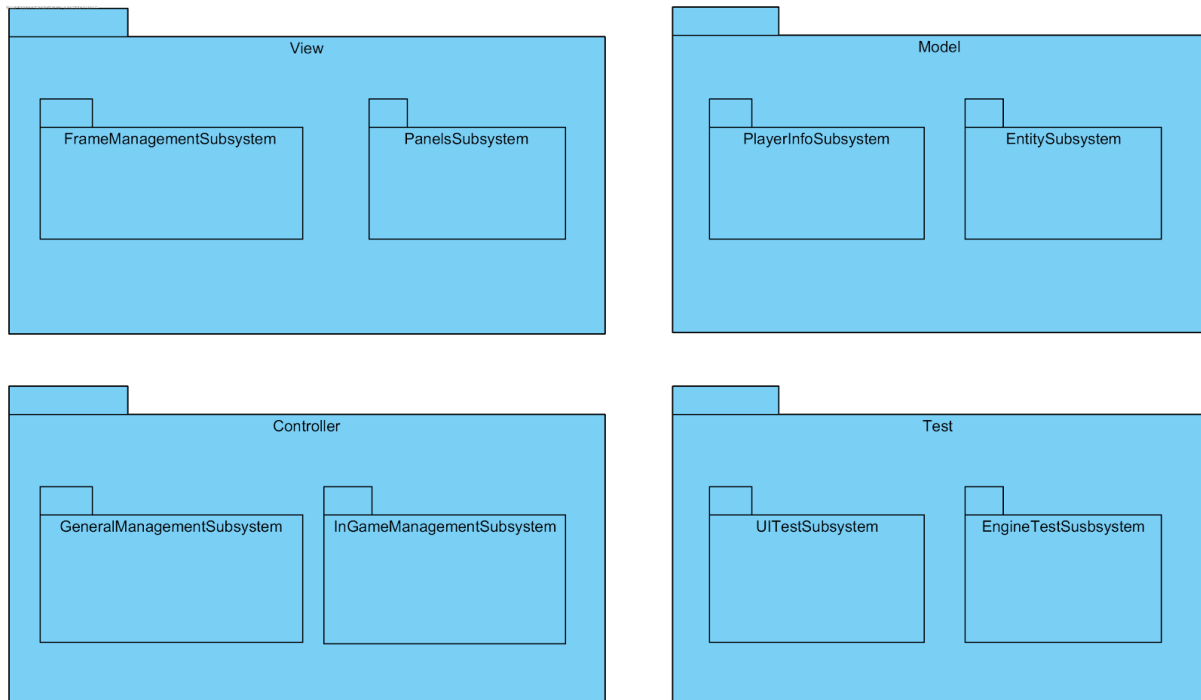 View
Model
FrameManagementSubsystem
PanelsSubsystem
PlayerInfoSubsystem
EntitySubsystem
Controller
Test
GeneralManagementSubsystem
InGameManagementSubsystem
UITestSubsystem
EngineTestSusbsystem